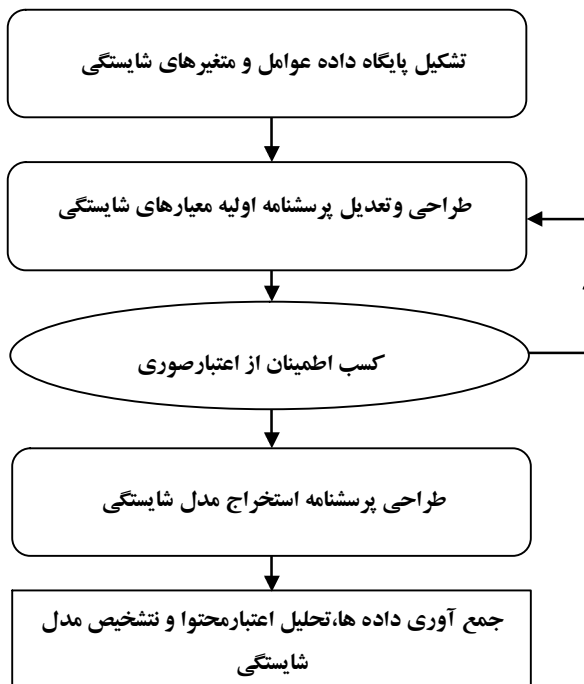 تشکیل پایگاه داده عوامل و متغیرهای شایستگی
طراحی وتعدیل پرسشنامه اولیه معیارهای شایستگی
کسب اطمینان از اعتبارصوری
طراحی پرسشنامه استخراج مدل شایستگی
جمع آوری داده ها،تحلیل اعتبارمحتوا و نتشخیص مدل
شایستگی